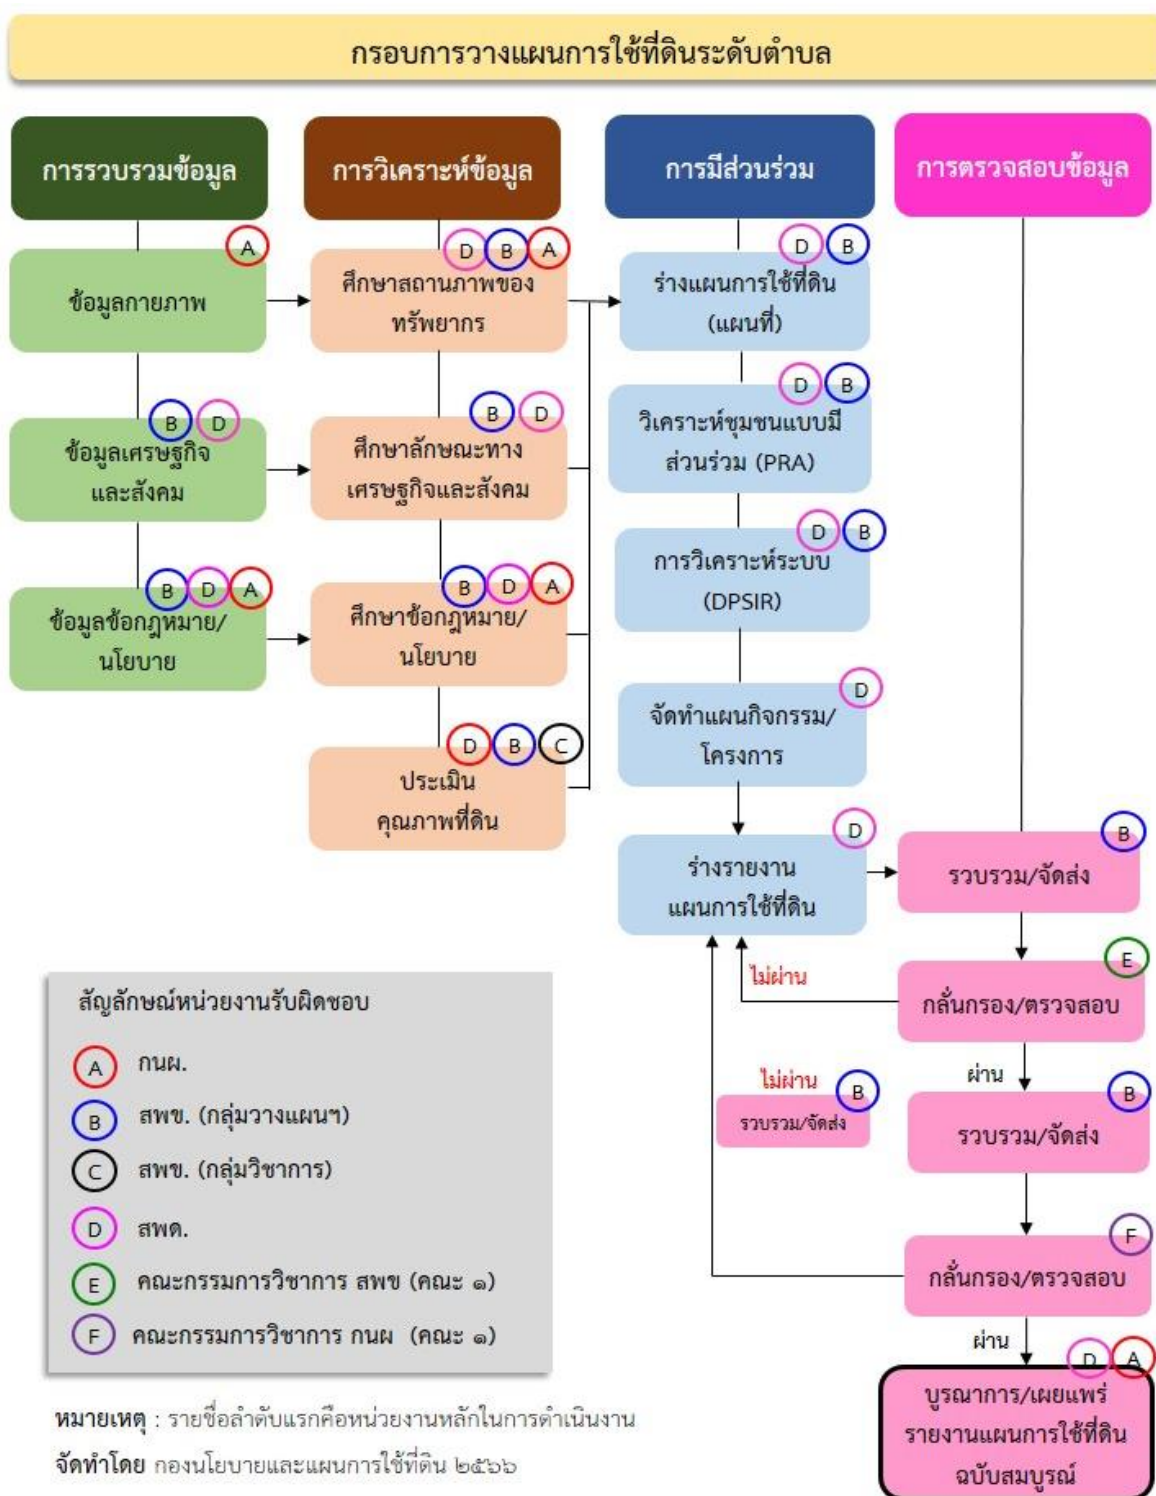 กรอบการวางแผนการใช้ที่ดินระดับตำบล
การรวบรวมข้อมูล
A
ข้อมูลกายภาพ
B D
ข้อมูลเศรษฐกิจ
และสังคม
B D A
ข้อมูลข้อกฎหมาย/
นโยบาย
การวิเคราะห์ข้อมูล
D B A
ศึกษาสถานภาพของ
ทรัพยากร
B D
ศึกษาลักษณะทาง
เศรษฐกิจและสังคม
B D A
ศึกษาข้อกฎหมาย/
นโยบาย
D B C
ประเมิน
คุณภาพที่ดิน
การมีส่วนร่วม
D B
ร่างแผนการใช้ที่ดิน
(แผนที่)
D B
วิเคราะห์ชุมชนแบบมี
ส่วนร่วม (PRA)
D B
การวิเคราะห์ระบบ
(DPSIR)
D
จัดทำแผนกิจกรรม/
โครงการ
D
ร่างรายงาน
แผนการใช้ที่ดิน
การตรวจสอบข้อมูล
B
รวบรวม/จัดส่ง
E
กลั่นกรอง/ตรวจสอบ
ไม่ผ่าน
ผ่าน
B
รวบรวม/จัดส่ง
ไม่ผ่าน
B
รวบรวม/จัดส่ง
F
กลั่นกรอง/ตรวจสอบ
ผ่าน
D A
บูรณาการ/เผยแพร่
รายงานแผนการใช้ที่ดิน
ฉบับสมบูรณ์
สัญลักษณ์หน่วยงานรับผิดชอบ
A กนผ.
B สพข. (กลุ่มวางแผนฯ)
C สพข. (กลุ่มวิชาการ)
D สพด.
E คณะกรรมการวิชาการ สพข (คณะ ๑)
F คณะกรรมการวิชาการ กนผ (คณะ ๑)
หมายเหตุ : รายชื่อลำดับแรกคือหน่วยงานหลักในการดำเนินงาน
จัดทำโดย กองนโยบายและแผนการใช้ที่ดิน ๒๕๖๖